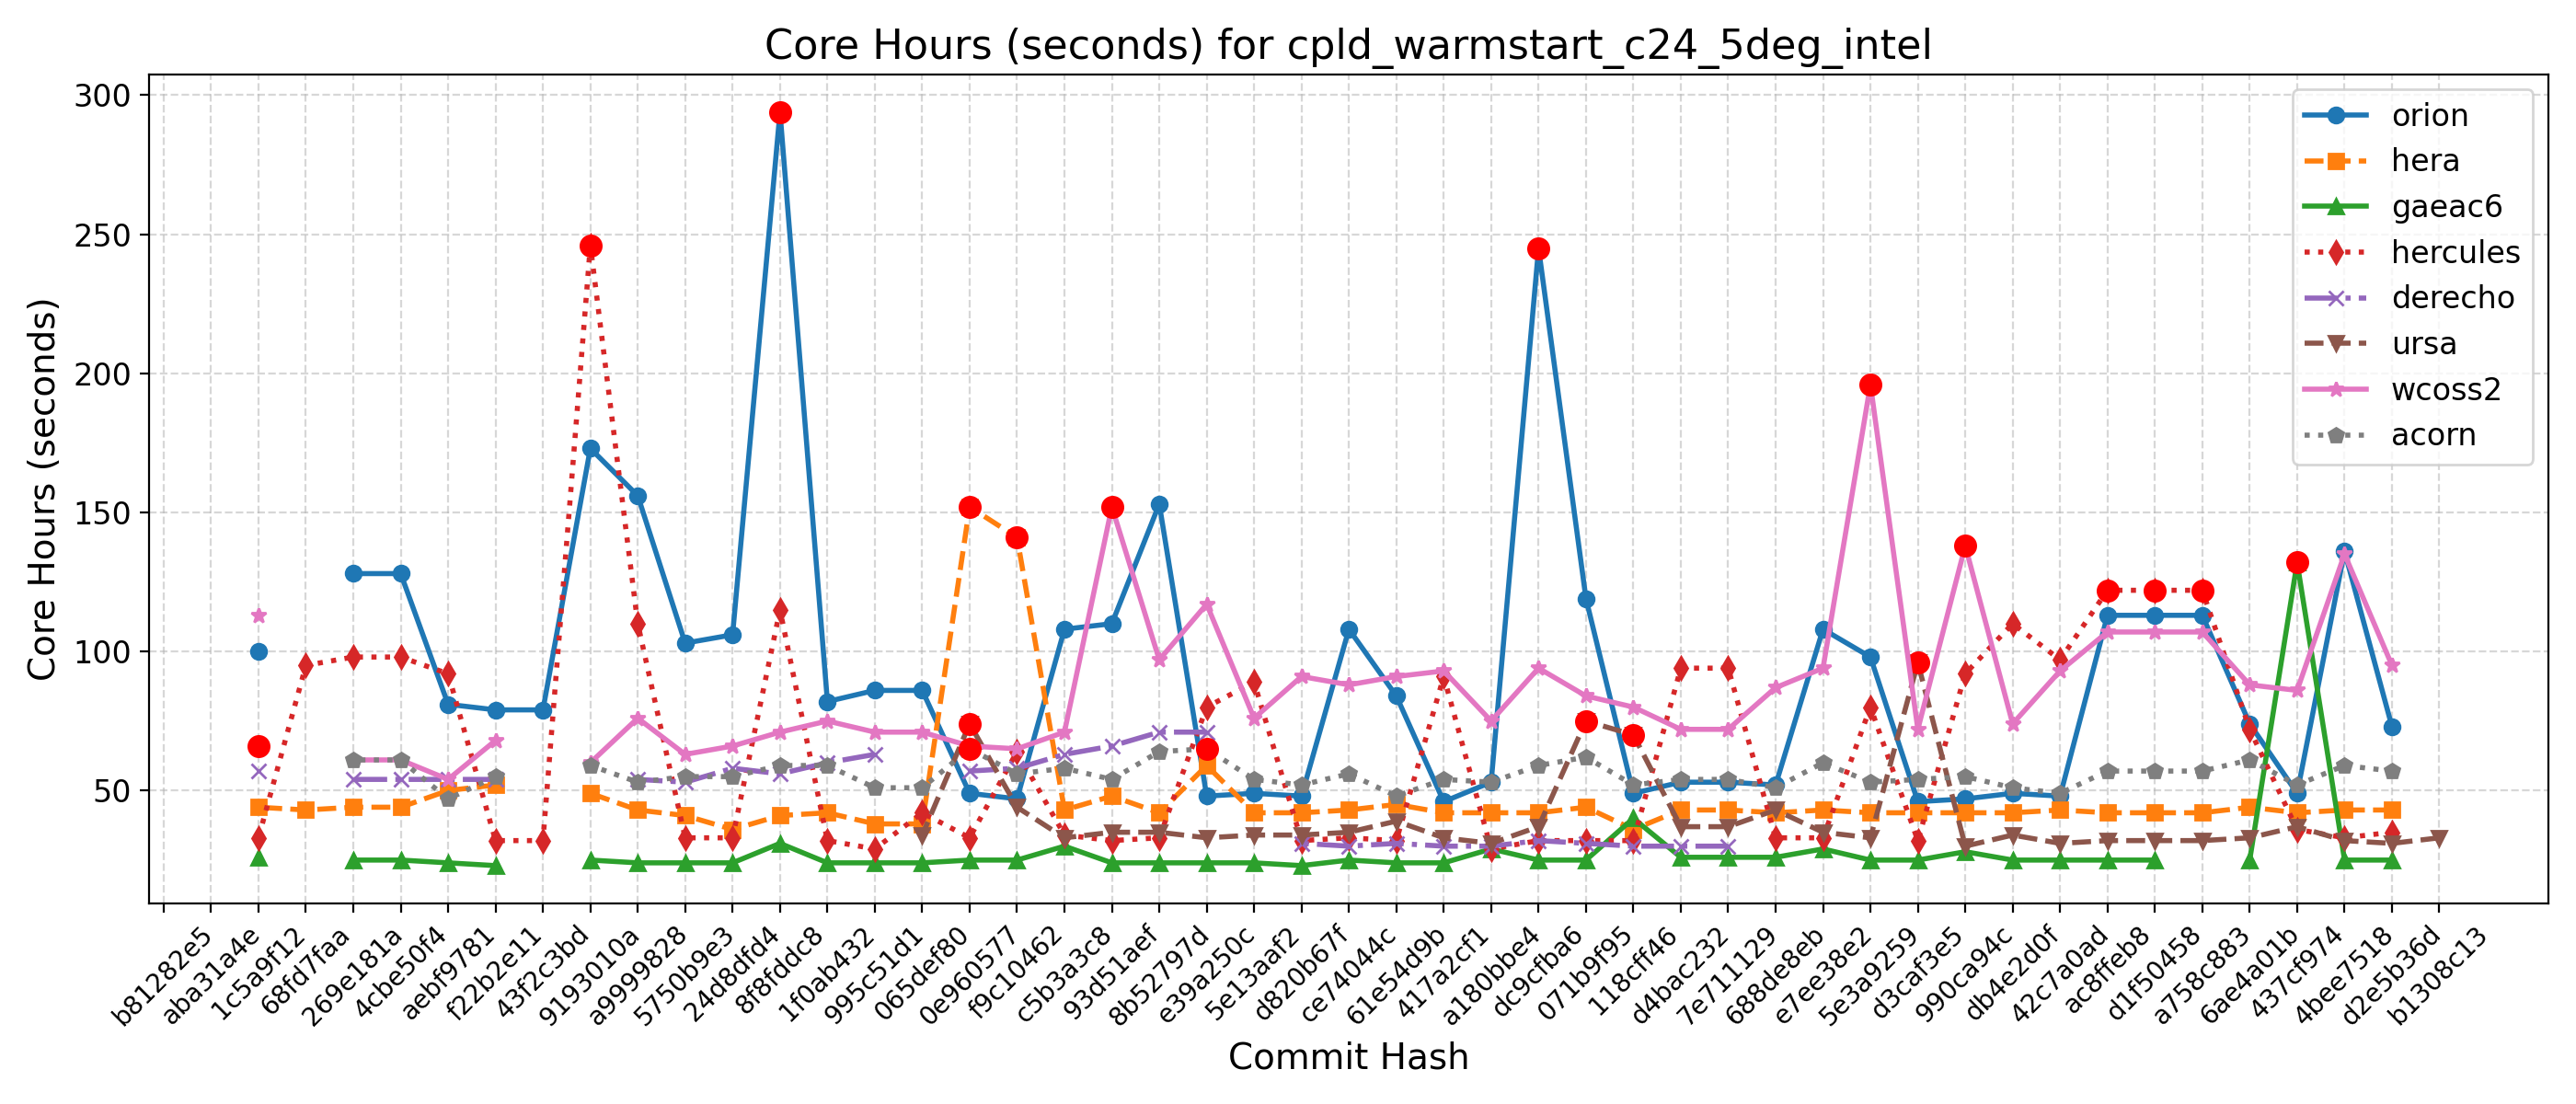 Core Hours (seconds) for cpld_warmstart_c24_5deg_intel
Core Hours (seconds)
300
250
200
150
100
50
orion
hera
gaeac6
hercules
derecho
ursa
wcoss2
acorn
b81282e5
aba31a4e
1c5a9f12
68fd7faa
269e181a
4cbe50f4
aebf9781
f22b2e11
43f2c3bd
9193010a
a9999828
5750b9e3
24d8dfd4
8f8fddc8
1f0ab432
995c51d1
065def80
0e960577
f9c10462
c5b3a3c8
93d51aef
8b52797d
e39a250c
5e13aaf2
d820b67f
ce74044c
61e54d9b
417a2cf1
a180bbe4
dc9cfba6
071b9f95
118cff46
d4bac232
7e711129
688de8eb
e7ee38e2
5e3a9259
d3caf3e5
990ca94c
db4e2d0f
42c7a0ad
ac8ffeb8
d1f50458
a758c883
6ae4a01b
437cf974
4bee7518
d2e5b36d
b1308c13
Commit Hash